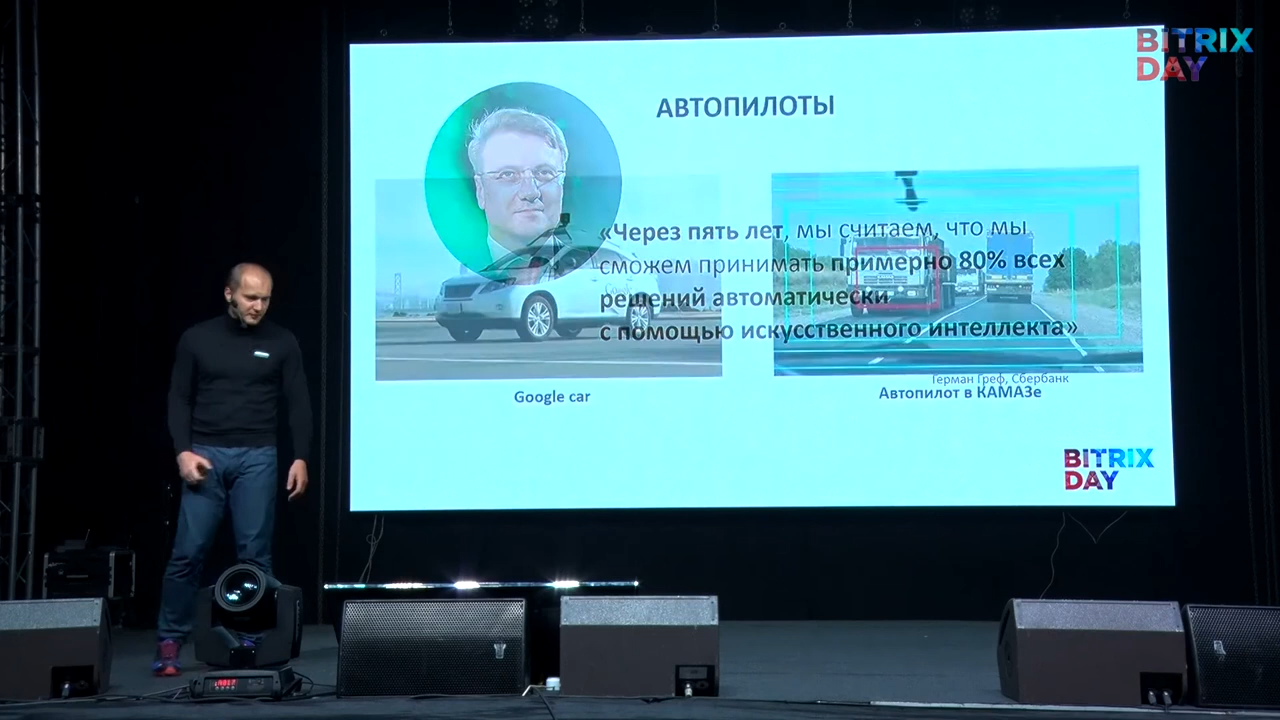 BITRIX
DAY
АВТОПИЛОТЫ
«Через пять лет, мы считаем, что мы
сможем принимать примерно 80% всех
решений автоматически
с помощью искусственного интеллекта»
Герман Греф, Сбербанк
Google car
Автопилот в КАМАЗе
BITRIX
DAY